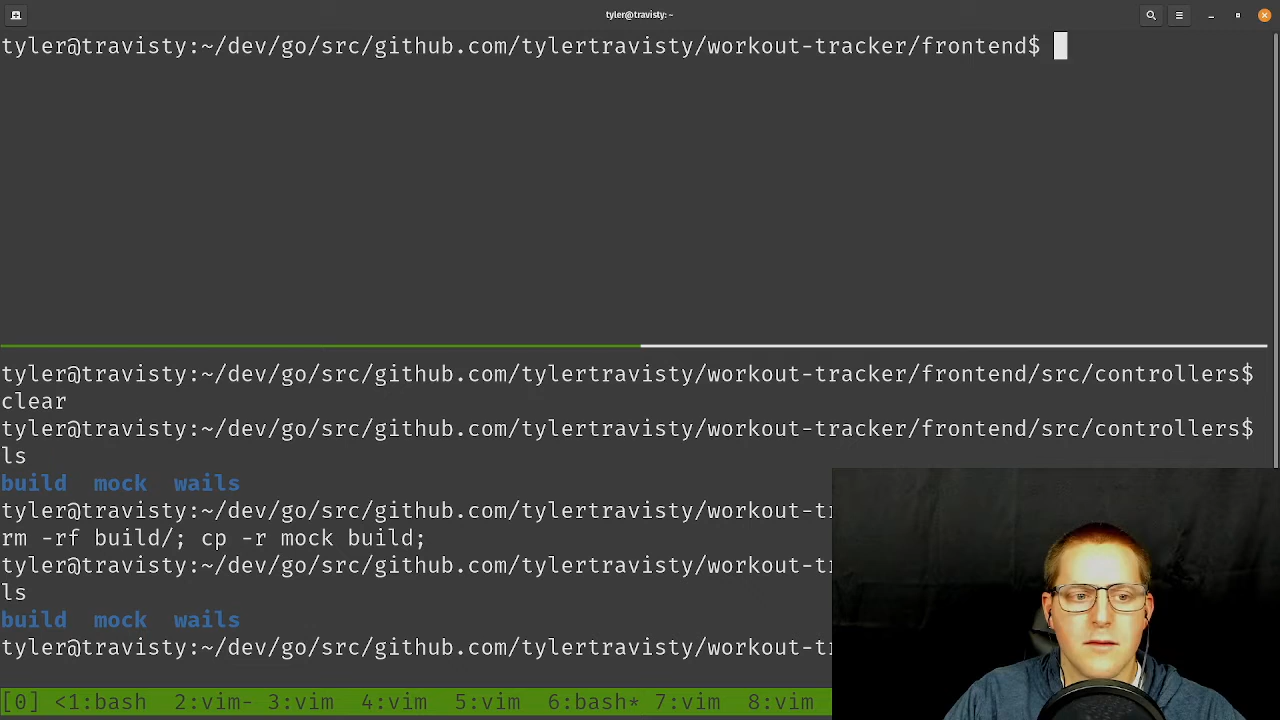 tyler@travisty: ~
tyler@travisty:~/dev/go/src/github.com/tylertravisty/workout-tracker/frontend$
tyler@travisty:~/dev/go/src/github.com/tylertravisty/workout-tracker/frontend/src/controllers$
clear
tyler@travisty:~/dev/go/src/github.com/tylertravisty/workout-tracker/frontend/src/controllers$
ls
build  mock  wails
tyler@travisty:~/dev/go/src/github.com/tylertravisty/workout-tr
rm -rf build/; cp -r mock build;
tyler@travisty:~/dev/go/src/github.com/tylertravisty/workout-tr
ls
build  mock  wails
tyler@travisty:~/dev/go/src/github.com/tylertravisty/workout-tr
[0] <1:bash  2:vim- 3:vim  4:vim  5:vim  6:bash* 7:vim  8:vim